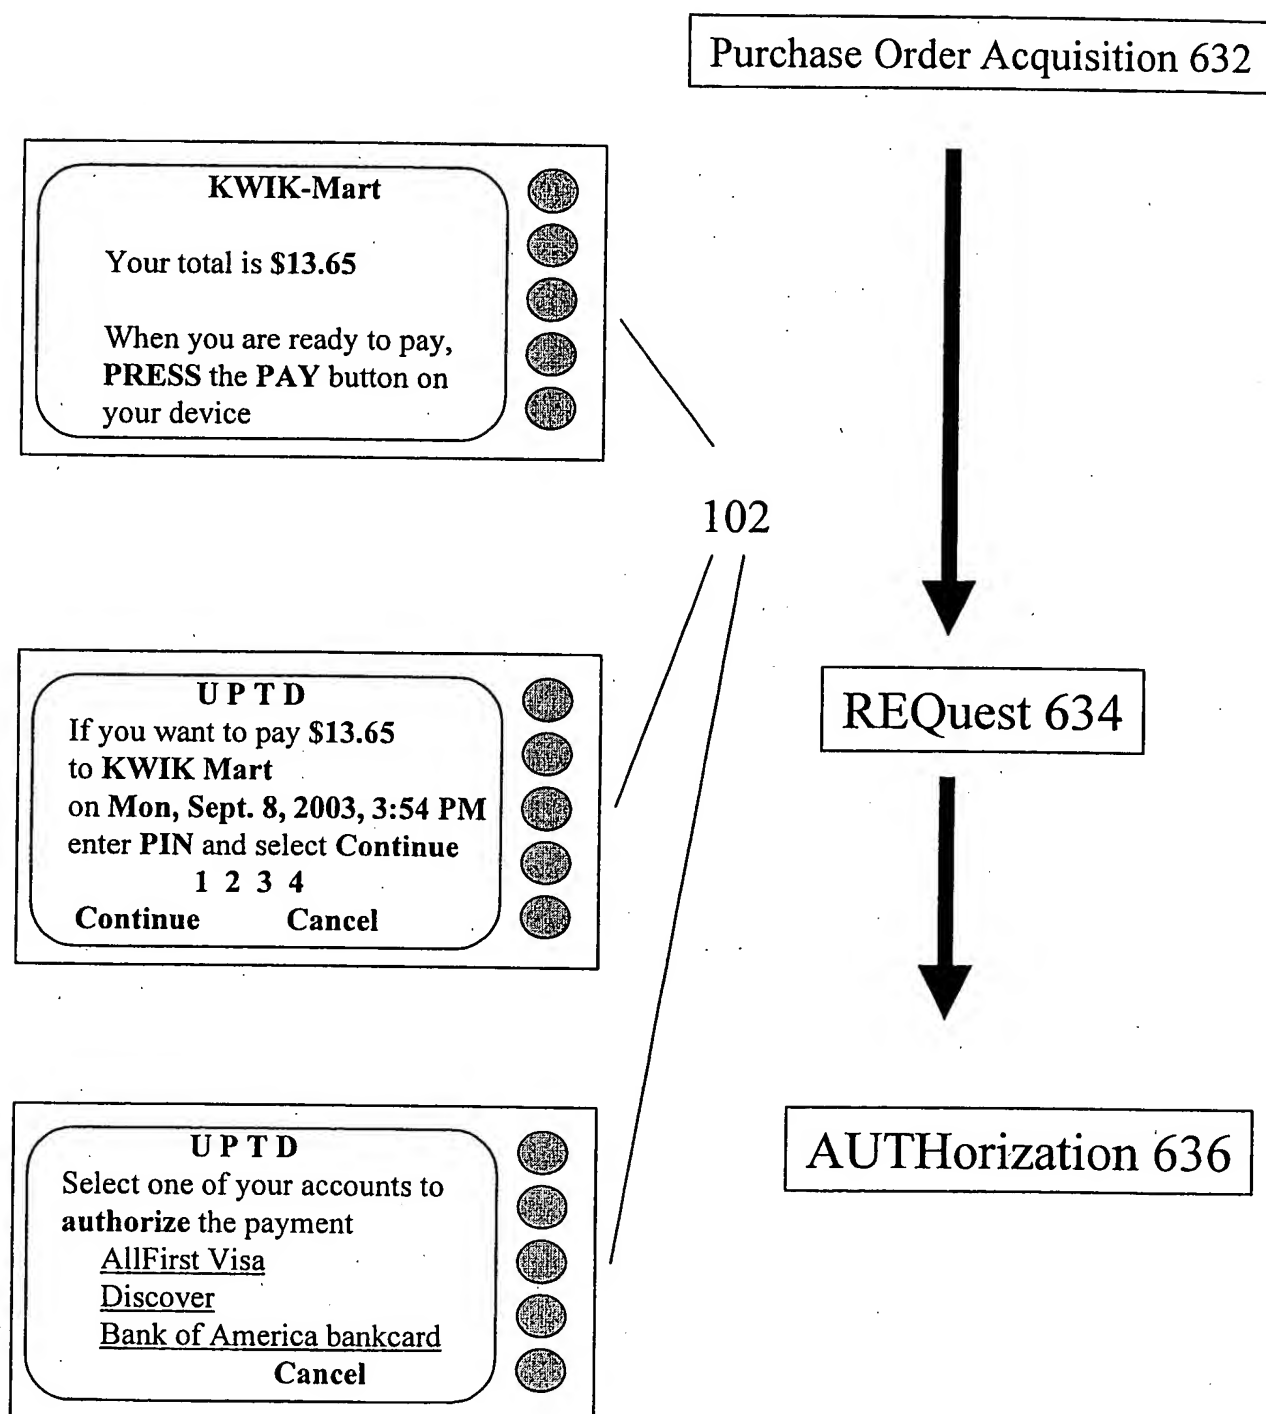 Purchase Order Acquisition 632
KWIK-Mart
Your total is $13.65
When you are ready to pay,
PRESS the PAY button on
your device
102
UPTD
If you want to pay $13.65
to KWIK Mart
on Mon, Sept. 8, 2003, 3:54 PM
enter PIN and select Continue
1 2 3 4
Continue Cancel
REQuest 634
UPTD
Select one of your accounts to
authorize the payment
AllFirst Visa
Discover
Bank of America bankcard
Cancel
AUTHorization 636